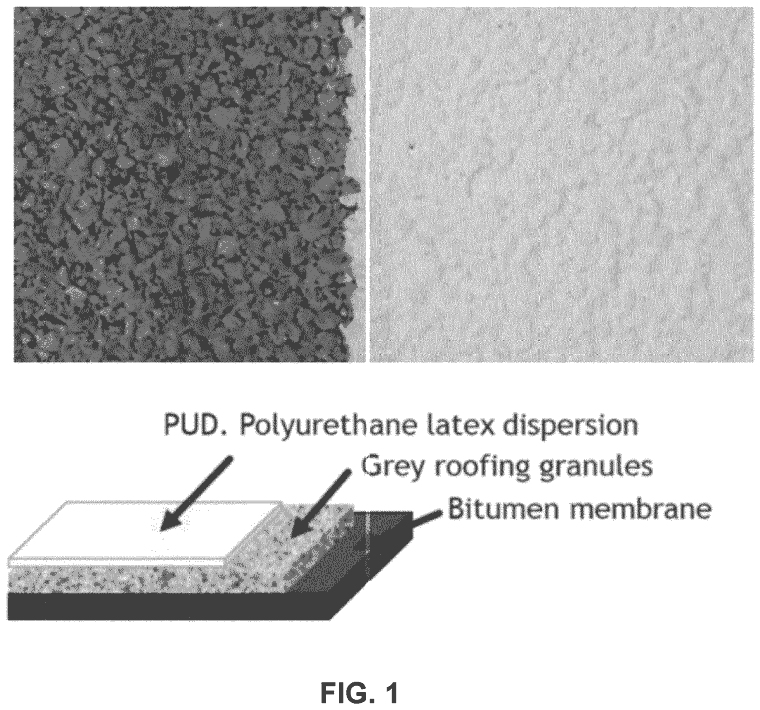 PUD. Polyurethane latex dispersion
Grey roofing granules
Bitumen membrane
FIG. 1